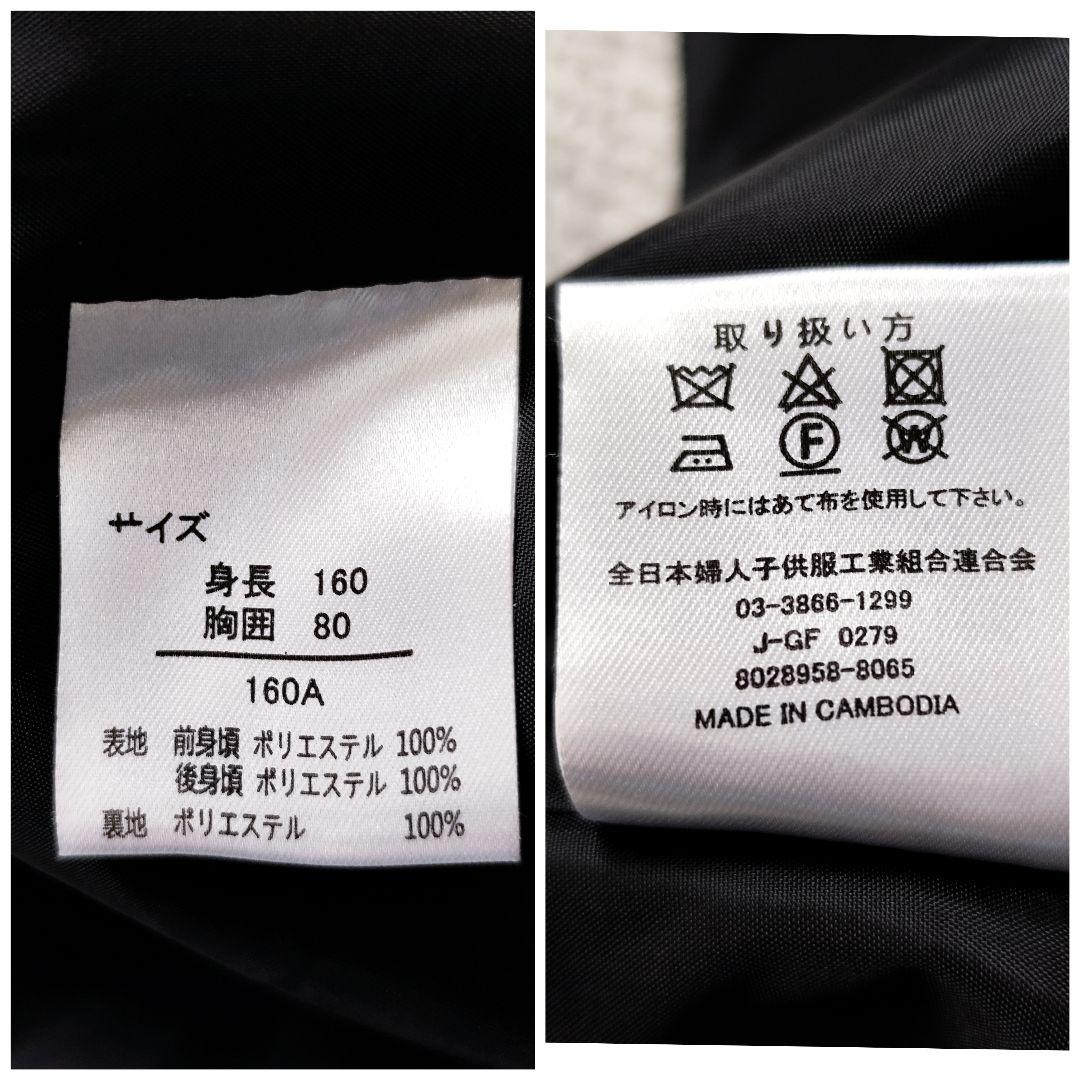 サイズ
身長 160
胸囲 80
160A
表地 前身頃 ポリエステル 100%
後身頃 ポリエステル 100%
裏地 ポリエステル 100%
取り扱い方
F W
アイロン時にはあて布を使用して下さい。
全日本婦人子供服工業組合連合会
03-3866-1299
J-GF 0279
8028958-8065
MADE IN CAMBODIA